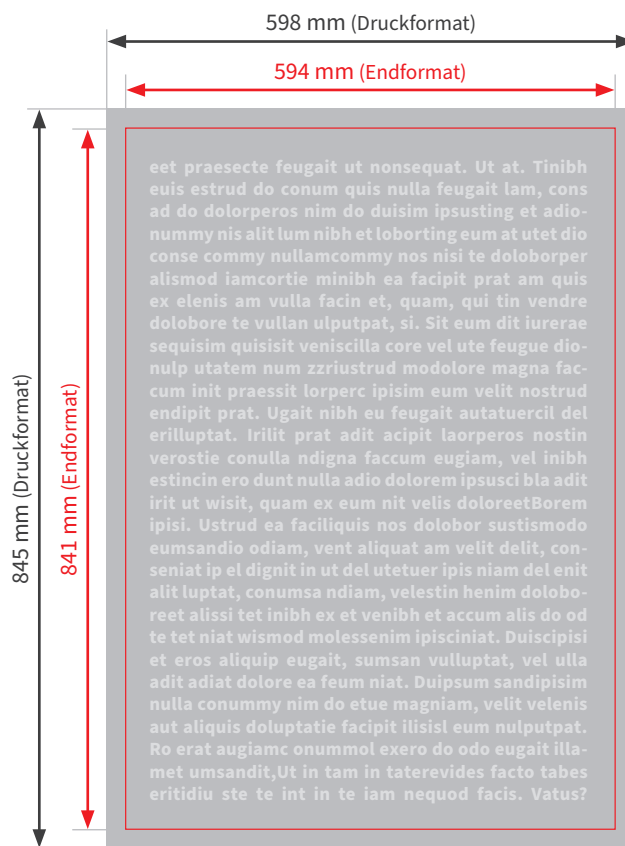 598 mm (Druckformat)
594 mm (Endformat)
845 mm (Druckformat)
841 mm (Endformat)
eet praesecte feugait ut nonsequat. Ut at. Tinibh
euis estrud do conum quis nulla feugait lam, cons
ad do dolorperos nim do duisim ipsusting et adio-
nummy nis alit lum nibh et loborting eum at utet dio
conse commy nullamcommy nos nisi te doloborper
alismod iamcortie minibh ea facipit prat am quis
ex elenis am vulla facin et, quam, qui tin vendre
dolobore te vullan ulputpat, si. Sit eum dit iurerae
sequisim quisisit veniscilla core vel ute feugue dio-
nulp utatem num zzriustrud modolore magna fac-
cum init praessit lorperc ipisim eum velit nostrud
endipit prat. Ugait nibh eu feugait autatuercil del
erilluptat. Irilit prat adit acipit laorperos nostin
verostie conulla ndigna faccum eugiam, vel inibh
estincin ero dunt nulla adio dolorem ipsusci bla adit
irit ut wisit, quam ex eum nit velis doloreetBorem
ipisi. Ustrud ea faciliquis nos dolobor sustismodo
eumsandio odiam, vent aliquat am velitelit, con-
seniat ip el dignit in ut del utetuer ipis niam del enit
alit luptat, conumsa ndiam, velestin henim dolobo-
reet alissi tet inibh ex et venibh et accum alis do od
te tet niat wismod molessenim ipisciniat. Duiscipisi
et eros aliquip eugait, sumsan vulluptat, vel ulla
adit adiat dolore ea feum niat. Duipsum sandipisim
nulla conummy nim do etue magniam, velit velenis
aut aliquis doluptatie facipit ilisisl eum nulputpat.
Ro erat augiamc onummol exero do odo eugait illa-
met umsandit,Ut in tam in taterevides facto tabes
eritidiu ste te int in te iam nequod facis. Vatus?